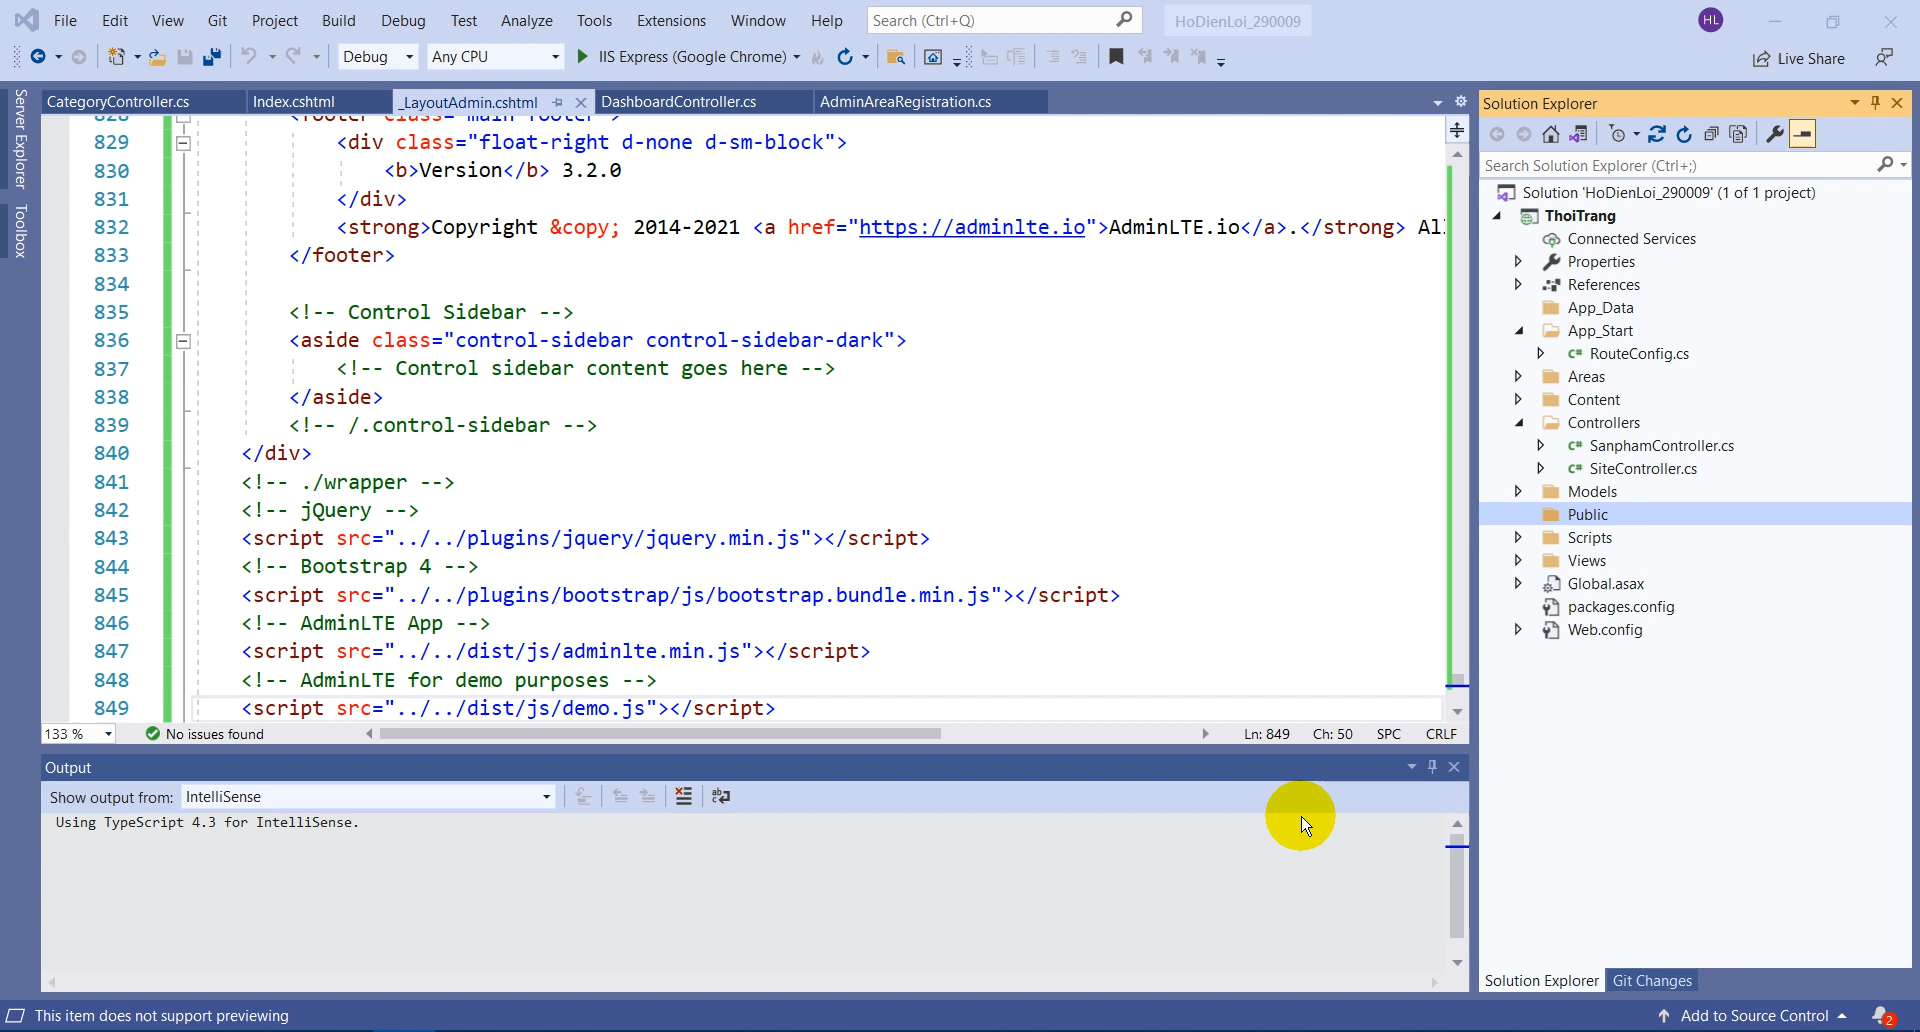 File Edit View Git Project Build Debug Test Analyze Tools Extensions Window Help Search (Ctrl+Q) HoDienLoi_290009 HL
Debug Any CPU IIS Express (Google Chrome) Live Share
Server Explorer
Toolbox
CategoryController.cs Index.cshtml _LayoutAdmin.cshtml DashboardController.cs AdminAreaRegistration.cs
828 <footer class="main-footer">
829 <div class="float-right d-none d-sm-block">
830 <b>Version</b> 3.2.0
831 </div>
832 <strong>Copyright &copy; 2014-2021 <a href="https://adminlte.io">AdminLTE.io</a>.</strong> Al
833 </footer>
834
835 <!-- Control Sidebar -->
836 <aside class="control-sidebar control-sidebar-dark">
837 <!-- Control sidebar content goes here -->
838 </aside>
839 <!-- /.control-sidebar -->
840 </div>
841 <!-- ./wrapper -->
842 <!-- jQuery -->
843 <script src="../../plugins/jquery/jquery.min.js"></script>
844 <!-- Bootstrap 4 -->
845 <script src="../../plugins/bootstrap/js/bootstrap.bundle.min.js"></script>
846 <!-- AdminLTE App -->
847 <script src="../../dist/js/adminlte.min.js"></script>
848 <!-- AdminLTE for demo purposes -->
849 <script src="../../dist/js/demo.js"></script>
133 % No issues found Ln: 849 Ch: 50 SPC CRLF
Output
Show output from: IntelliSense
Using TypeScript 4.3 for IntelliSense.
Solution Explorer
Search Solution Explorer (Ctrl+;)
Solution 'HoDienLoi_290009' (1 of 1 project)
ThoiTrang
Connected Services
Properties
References
App_Data
App_Start
C# RouteConfig.cs
Areas
Content
Controllers
C# SanphamController.cs
C# SiteController.cs
Models
Public
Scripts
Views
Global.asax
packages.config
Web.config
Solution Explorer Git Changes
This item does not support previewing Add to Source Control 2